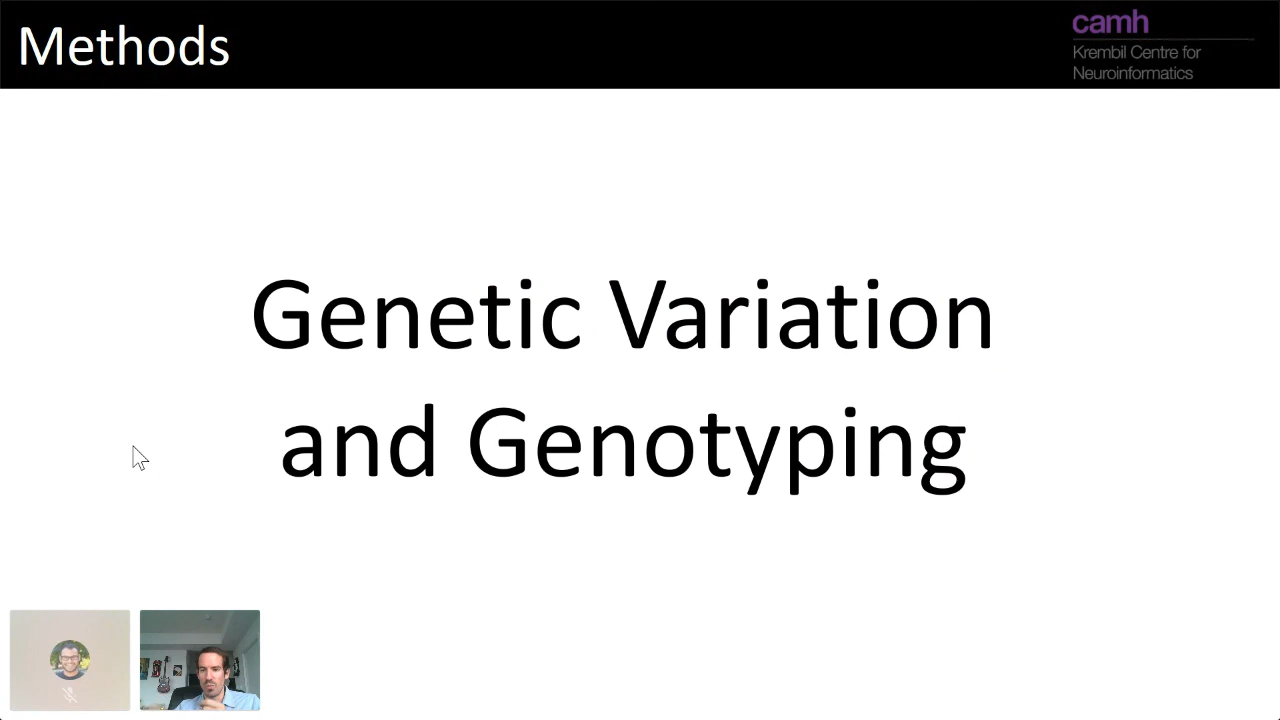 Methods
camh
Krembil Centre for
Neuroinformatics
Genetic Variation
and Genotyping